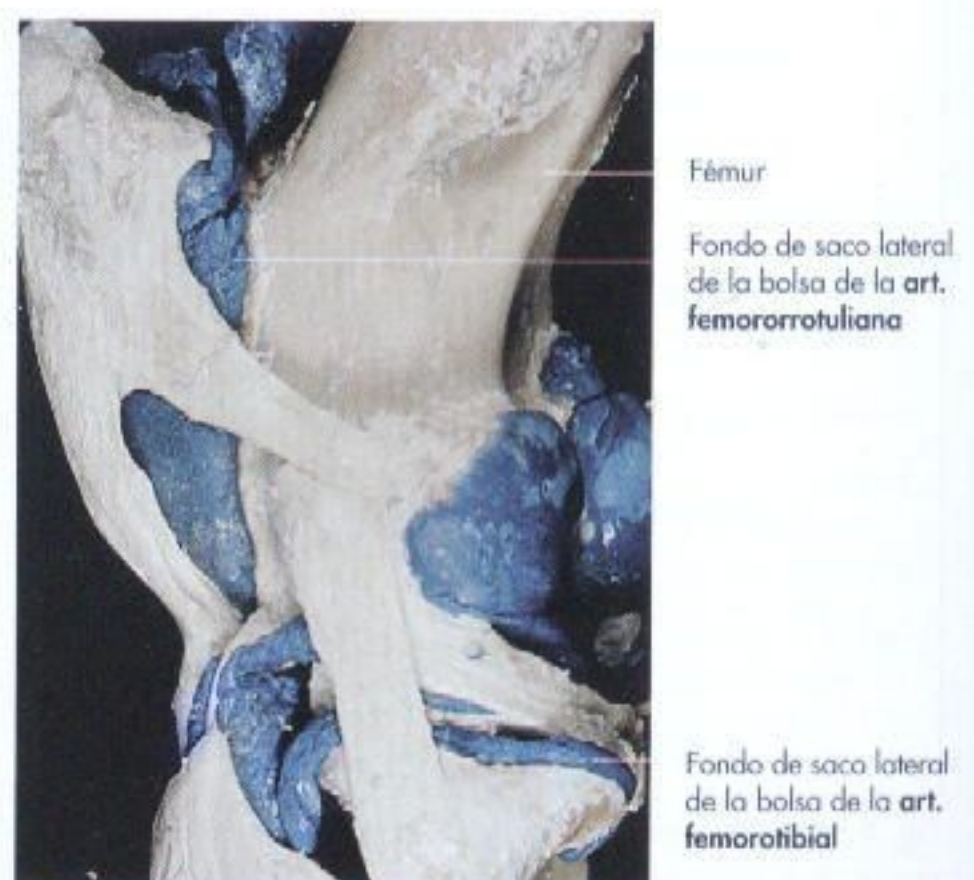 Fémur
Fondo de saco lateral
de la bolsa de la art.
femororrotuliana
Fondo de saco lateral
de la bolsa de la art.
femorotibial